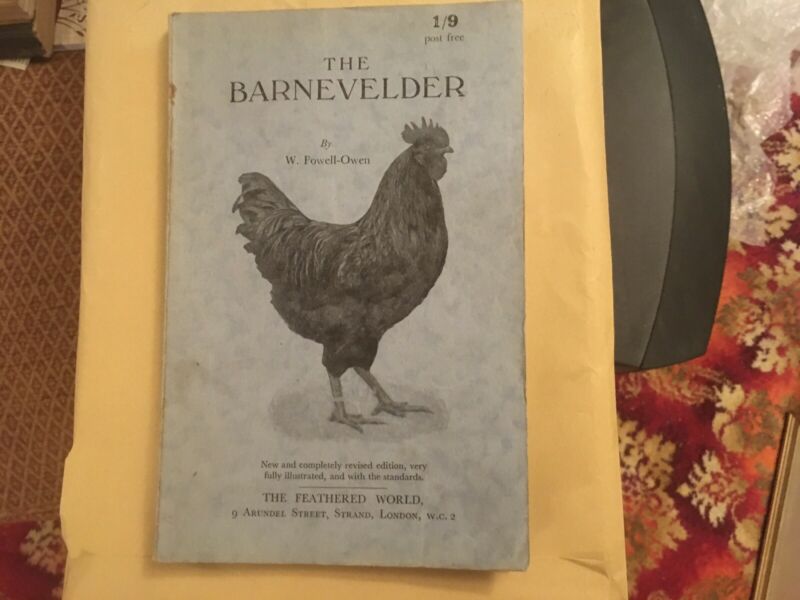 1/9
post free
THE
BARNEVELDER
By
W. Fowell-Owen
New and completely revised edition, very
fully illustrated, and with the standards.
THE FEATHERED WORLD,
9 Arundel Street, Strand, London, w.c. 2